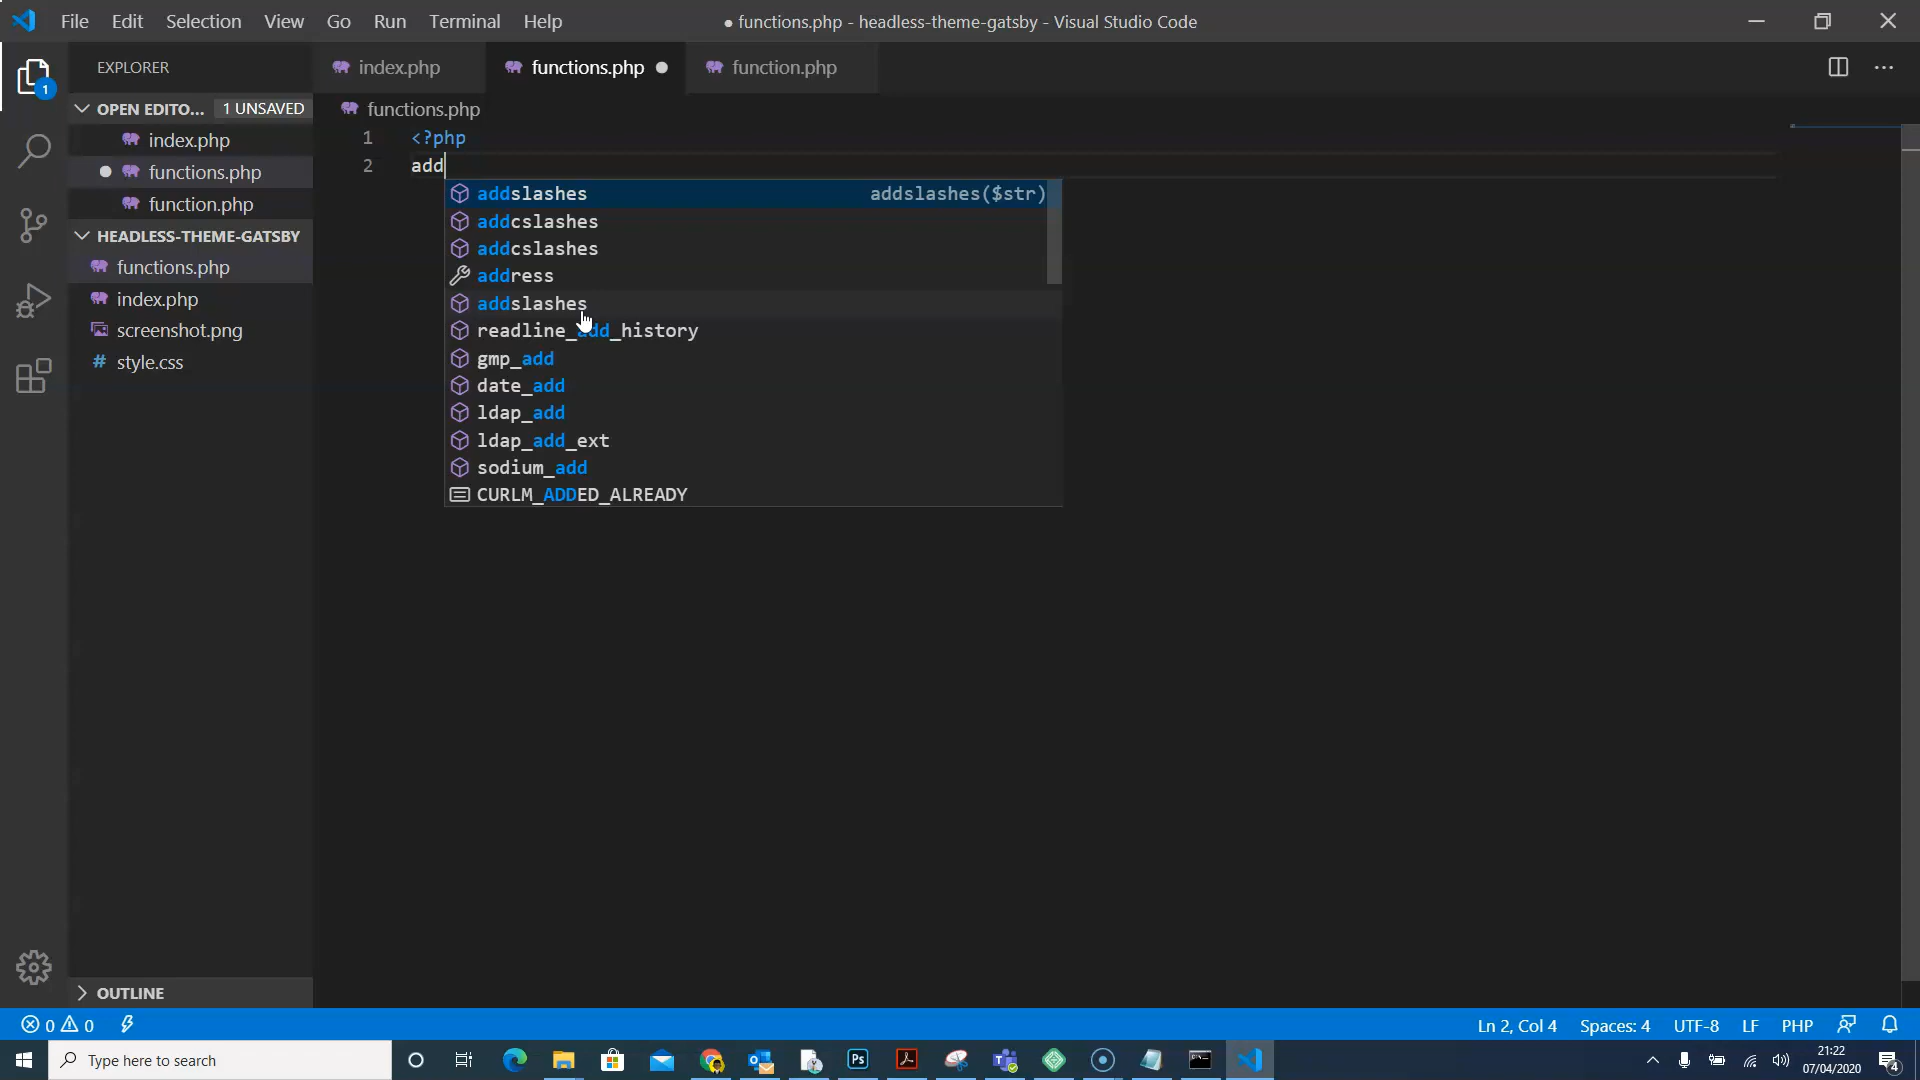 File Edit Selection View Go Run Terminal Help
● functions.php - headless-theme-gatsby - Visual Studio Code
EXPLORER
index.php
functions.php
function.php
1
OPEN EDITO... 1 UNSAVED
functions.php
index.php
functions.php
function.php
HEADLESS-THEME-GATSBY
functions.php
index.php
screenshot.png
# style.css
1 <?php
2 add
addslashes addslashes($str)
addcslashes
addcslashes
address
addslashes
readline_add_history
gmp_add
date_add
ldap_add
ldap_add_ext
sodium_add
CURLM_ADDED_ALREADY
OUTLINE
0 0
Ln 2, Col 4 Spaces: 4 UTF-8 LF PHP
Type here to search
Ps
21:22
07/04/2020
4